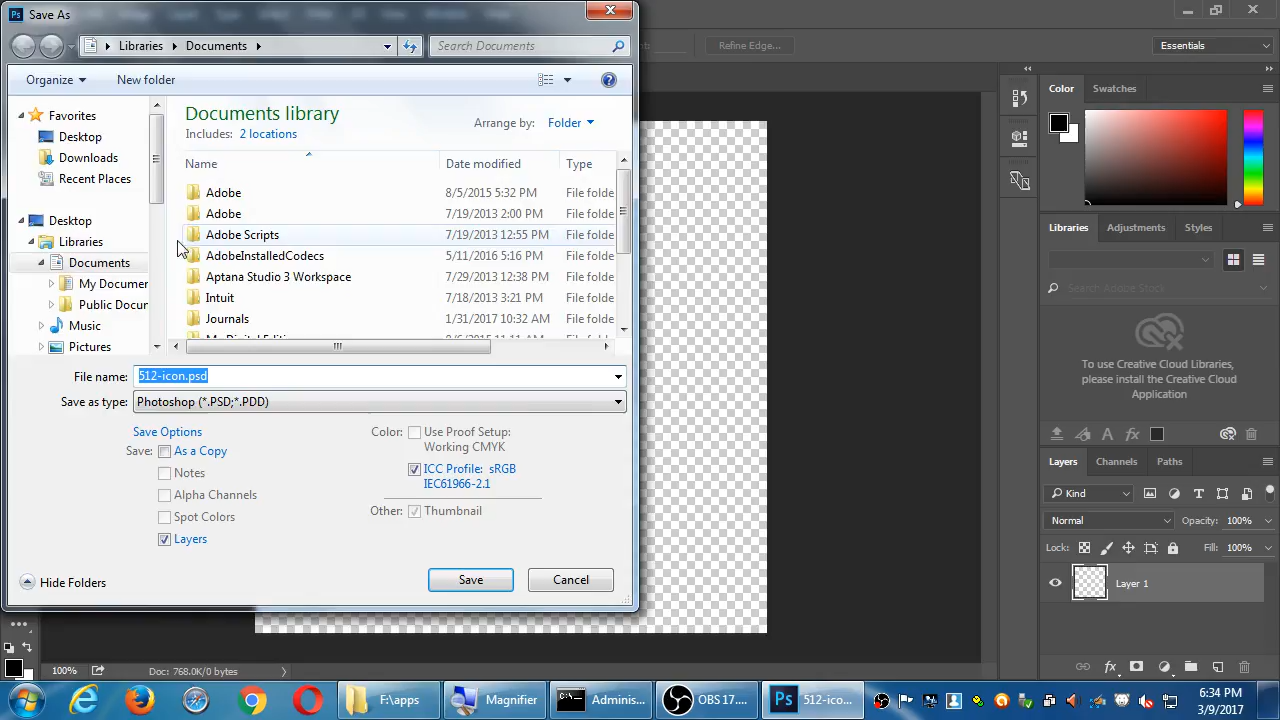 Save As
Libraries
Documents
Search Documents
Organize
New folder
Documents library
Includes: 2 locations
Arrange by: Folder
Name
Date modified
Type
Favorites
Desktop
Downloads
Recent Places
Desktop
Libraries
Documents
My Documer
Public Docur
Music
Pictures
Adobe 8/5/2015 5:32 PM File folde
Adobe 7/19/2013 2:00 PM File folde
Adobe Scripts 7/19/2013 12:55 PM File folde
AdobeInstalledCodecs 5/11/2016 5:16 PM File folde
Aptana Studio 3 Workspace 7/29/2013 12:38 PM File folde
Intuit 7/18/2013 3:21 PM File folde
Journals 1/31/2017 10:32 AM File folde
File name: 512-icon.psd
Save as type: Photoshop (*.PSD;*.PDD)
Save Options
Save: As a Copy
Notes
Alpha Channels
Spot Colors
Layers
Color: Use Proof Setup:
Working CMYK
ICC Profile: sRGB
IEC61966-2.1
Other: Thumbnail
Hide Folders
Save
Cancel
Refine Edge...
Essentials
Color
Swatches
Libraries
Adjustments
Styles
Search Adobe Stock
To use Creative Cloud Libraries,
please install the Creative Cloud
Application
Layers
Channels
Paths
Kind
Normal
Opacity: 100%
Lock:
Fill: 100%
Layer 1
100%
Doc: 768.0K/0 bytes
F:\apps
Magnifier
Adminis...
OBS 17....
512-ico...
6:34 PM
3/9/2017